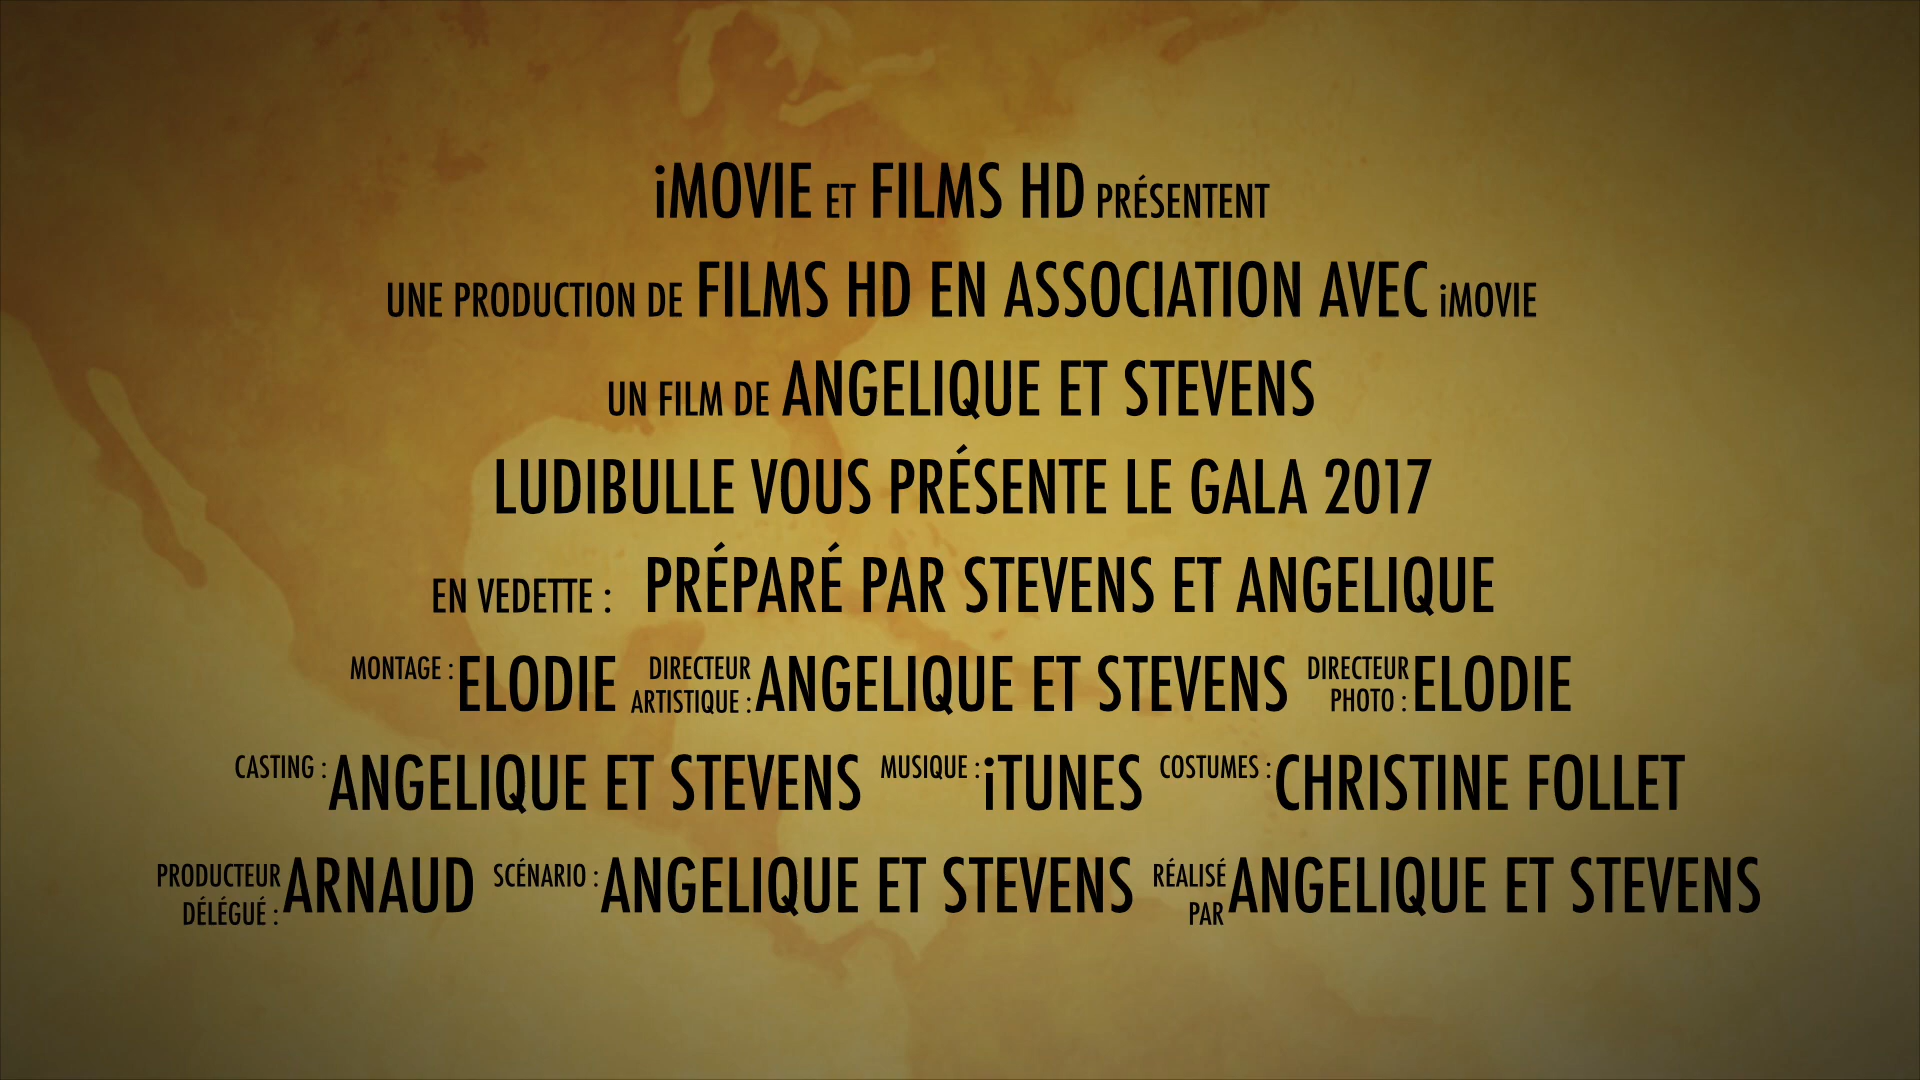 iMOVIE ET FILMS HD PRÉSENTENT
UNE PRODUCTION DE FILMS HD EN ASSOCIATION AVEC iMOVIE
UN FILM DE ANGELIQUE ET STEVENS
LUDIBULLE VOUS PRÉSENTE LE GALA 2017
EN VEDETTE : PRÉPARÉ PAR STEVENS ET ANGELIQUE
MONTAGE : ELODIE DIRECTEUR ARTISTIQUE : ANGELIQUE ET STEVENS DIRECTEUR PHOTO : ELODIE
CASTING : ANGELIQUE ET STEVENS MUSIQUE : iTUNES COSTUMES : CHRISTINE FOLLET
PRODUCTEUR DÉLÉGUÉ : ARNAUD SCÉNARIO : ANGELIQUE ET STEVENS RÉALISÉ PAR ANGELIQUE ET STEVENS